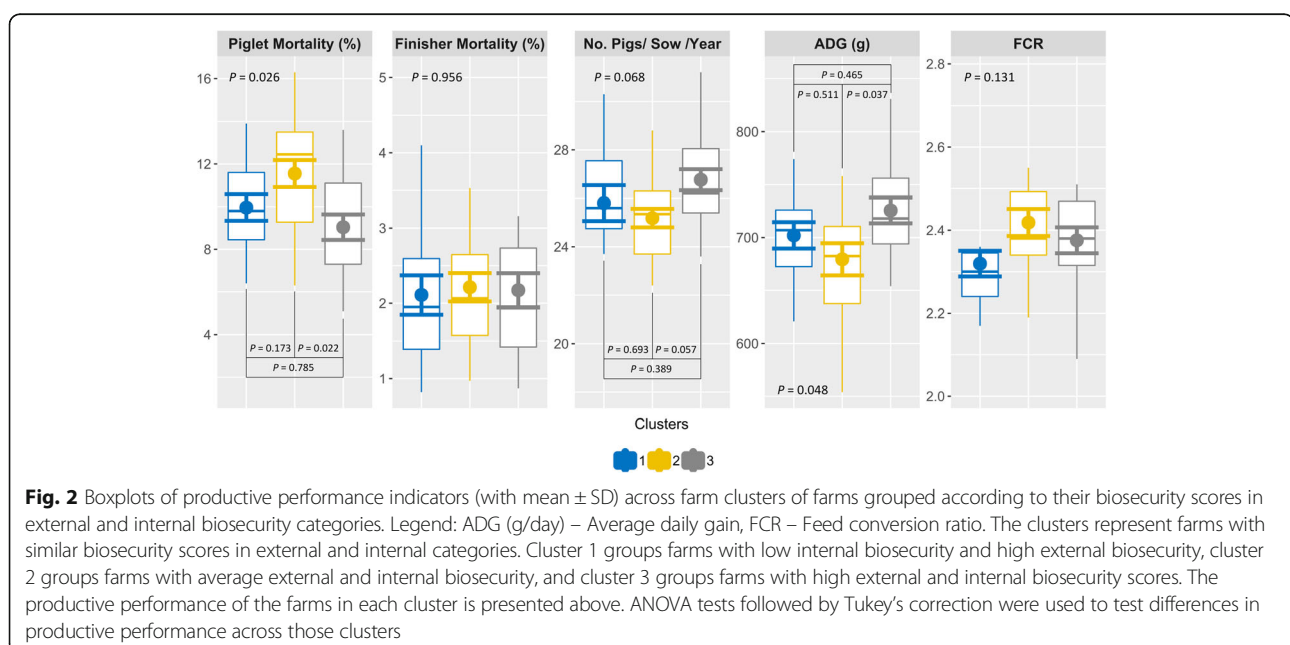 Piglet Mortality (%)
Finisher Mortality (%)
No. Pigs/ Sow /Year
ADG (g)
FCR
16
12
8
4
P = 0.026
P = 0.173
P = 0.022
P = 0.785
5
4
3
2
1
P = 0.956
28
24
20
P = 0.068
P = 0.693
P = 0.057
P = 0.389
800
700
600
P = 0.465
P = 0.511
P = 0.037
P = 0.048
2.8
2.6
2.4
2.2
2.0
P = 0.131
Clusters
1 2 3
Fig. 2 Boxplots of productive performance indicators (with mean ± SD) across farm clusters of farms grouped according to their biosecurity scores in
external and internal biosecurity categories. Legend: ADG (g/day) – Average daily gain, FCR – Feed conversion ratio. The clusters represent farms with
similar biosecurity scores in external and internal categories. Cluster 1 groups farms with low internal biosecurity and high external biosecurity, cluster
2 groups farms with average external and internal biosecurity, and cluster 3 groups farms with high external and internal biosecurity scores. The
productive performance of the farms in each cluster is presented above. ANOVA tests followed by Tukey’s correction were used to test differences in
productive performance across those clusters